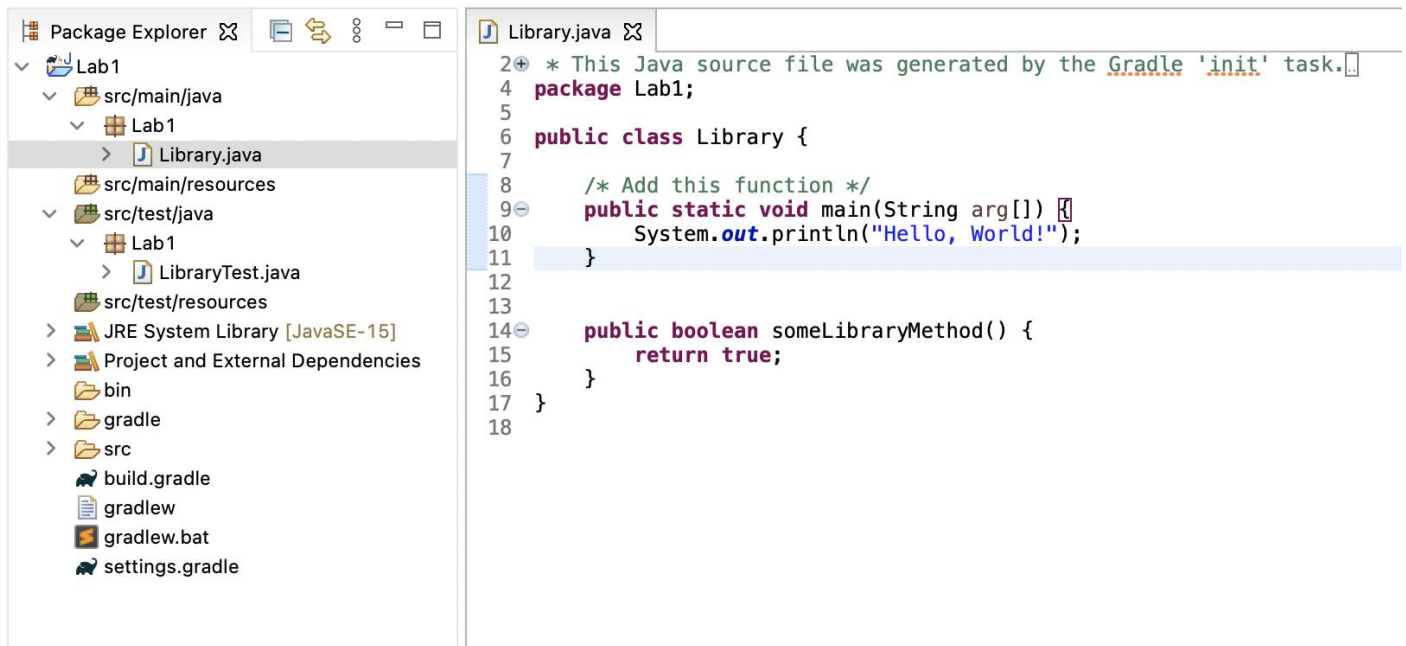 Package Explorer
Lab1
src/main/java
Lab1
Library.java
src/main/resources
src/test/java
Lab1
LibraryTest.java
src/test/resources
JRE System Library [JavaSE-15]
Project and External Dependencies
bin
gradle
src
build.gradle
gradlew
gradlew.bat
settings.gradle
Library.java
2 * This Java source file was generated by the Gradle 'init' task...
4 package Lab1;
5
6 public class Library {
7
8     /* Add this function */
9     public static void main(String arg[]) {
10         System.out.println("Hello, World!");
11     }
12
13
14     public boolean someLibraryMethod() {
15         return true;
16     }
17 }
18